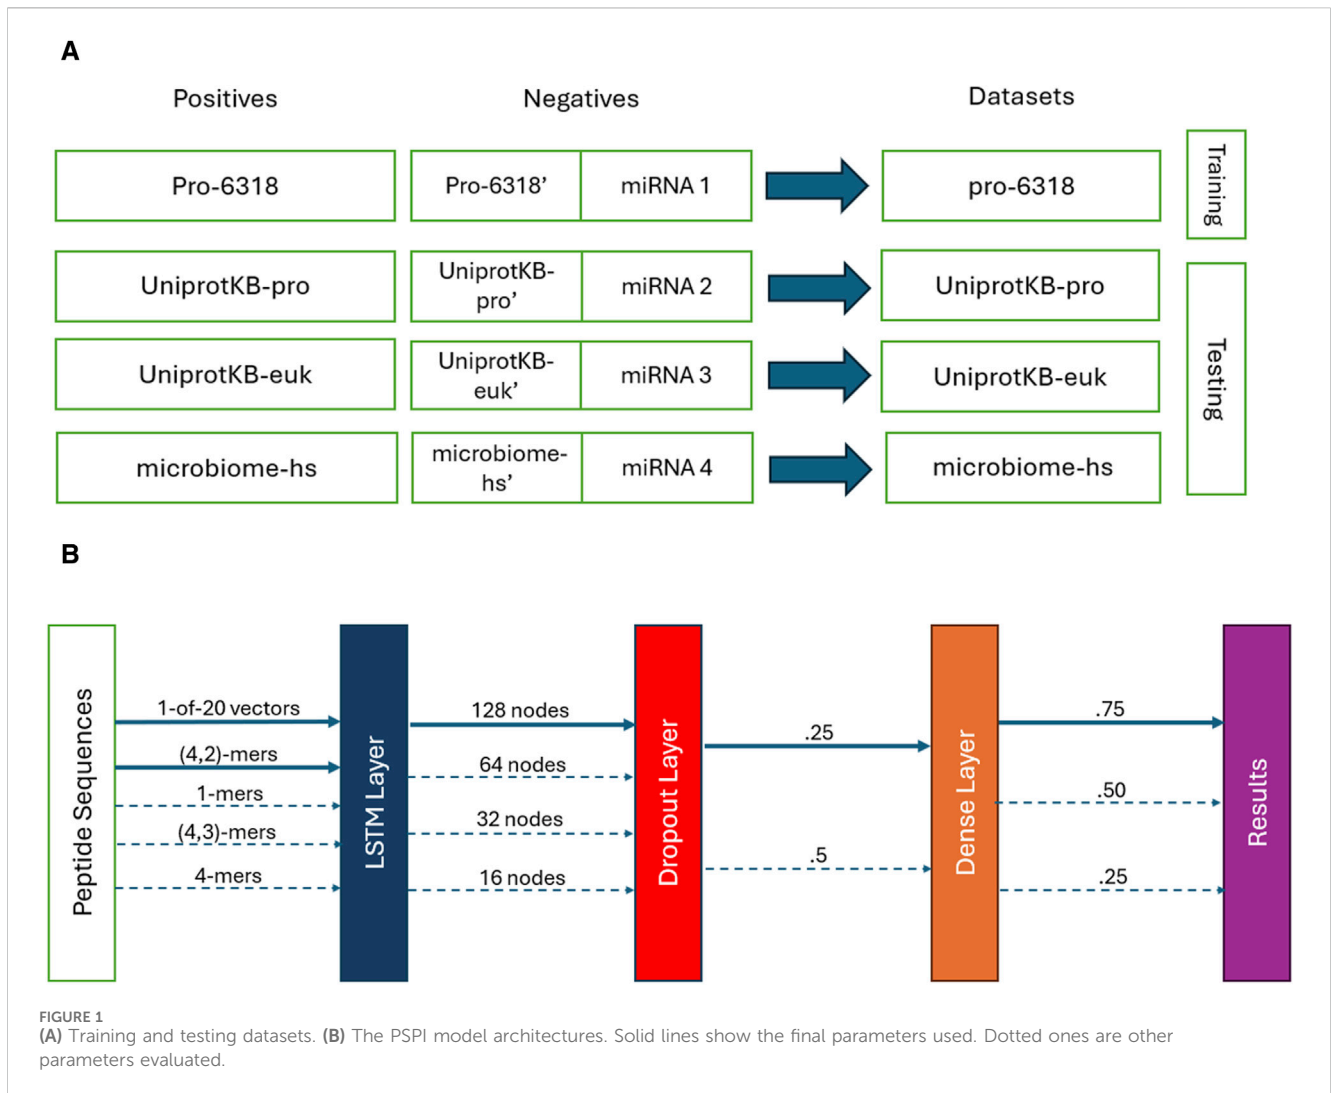 A
Positives
Negatives
Datasets
Pro-6318
Pro-6318’
miRNA 1
pro-6318
Training
UniprotKB-pro
UniprotKB-
pro’
miRNA 2
UniprotKB-pro
UniprotKB-euk
UniprotKB-
euk’
miRNA 3
UniprotKB-euk
microbiome-hs
microbiome-
hs’
miRNA 4
microbiome-hs
Testing
B
Peptide Sequences
1-of-20 vectors
(4,2)-mers
1-mers
(4,3)-mers
4-mers
LSTM Layer
128 nodes
64 nodes
32 nodes
16 nodes
Dropout Layer
.25
.5
Dense Layer
.75
.50
.25
Results
FIGURE 1
(A) Training and testing datasets. (B) The PSPI model architectures. Solid lines show the final parameters used. Dotted ones are other
parameters evaluated.